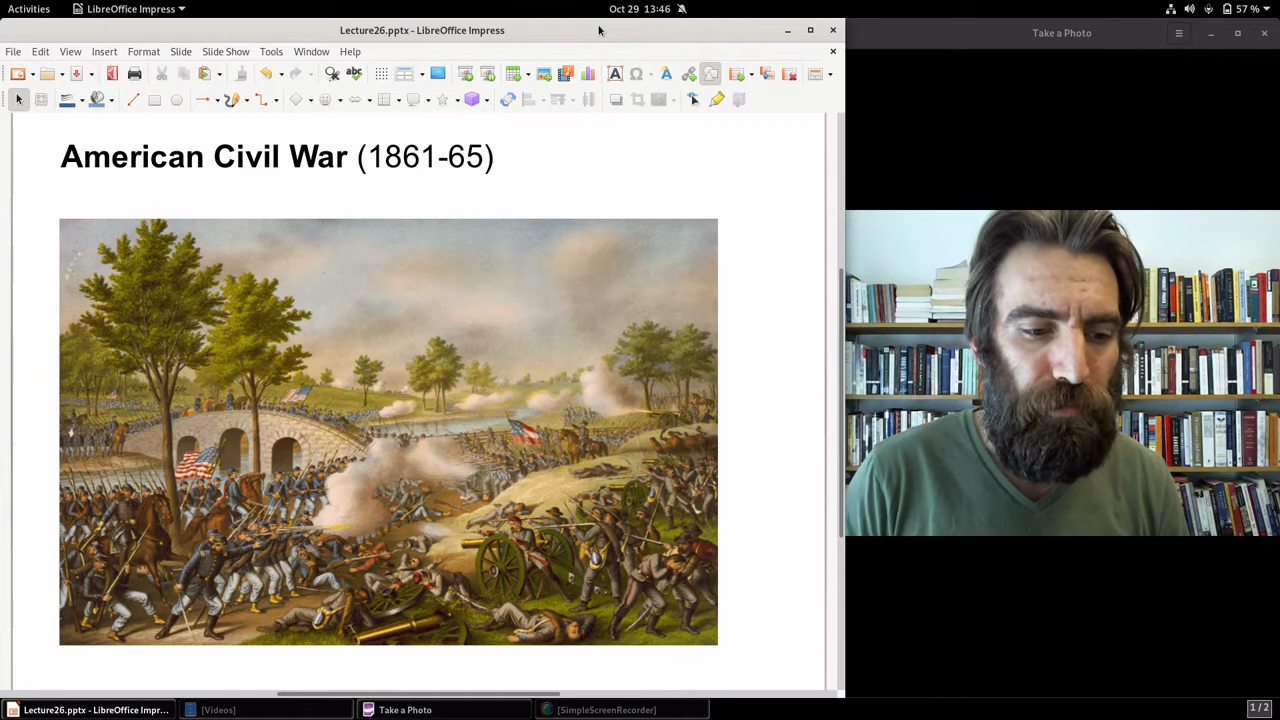 Activities LibreOffice Impress Oct 29 13:46 57 %
Lecture26.pptx - LibreOffice Impress
Take a Photo
File Edit View Insert Format Slide Slide Show Tools Window Help
abc A Ω A
American Civil War (1861-65)
Lecture26.pptx - LibreOffice Impr... [Videos] Take a Photo [SimpleScreenRecorder] 1 / 2